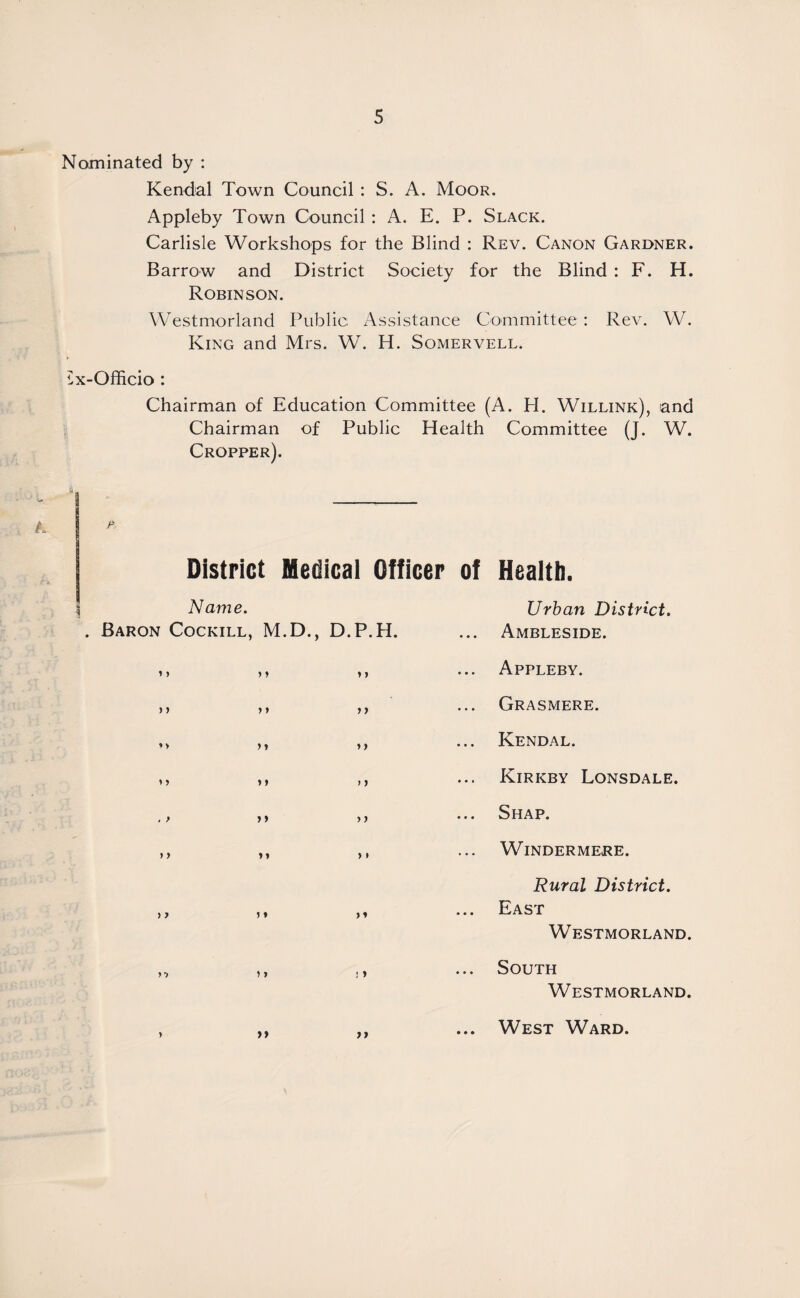 5
Nominated by :
Kendal Town Council : S. A. Moor.
Appleby Town Council : A. E. P. Slack.
Carlisle Workshops for the Blind : Rev. Canon Gardner.
Barrow and District Society for the Blind : F. H.
Robinson.
Westmorland Public Assistance Committee : Rev. W.
King and Mrs. W. H. Somervell.
Ex-Officio :
Chairman of Education Committee (A. H. Willink), and
Chairman of Public Health Committee (J. W.
Cropper).
District Medical Officer of Health.
Name. Urban District.
. Baron Cockill, M.D., D.P.H. ... Ambleside.
,, ,, ,, ... Appleby.
,, ,, ,, ... Grasmere.
,, ,, ,, ... Kendal.
,, ,, ,, ... Kirkby Lonsdale.
,, ,, ,, ... Shap.
,, ,, ,, ... Windermere.
Rural District.
,, ,, ,, ... East
Westmorland.
,, ,, ,, ... South
Westmorland.
, ,, ,, ... West Ward.